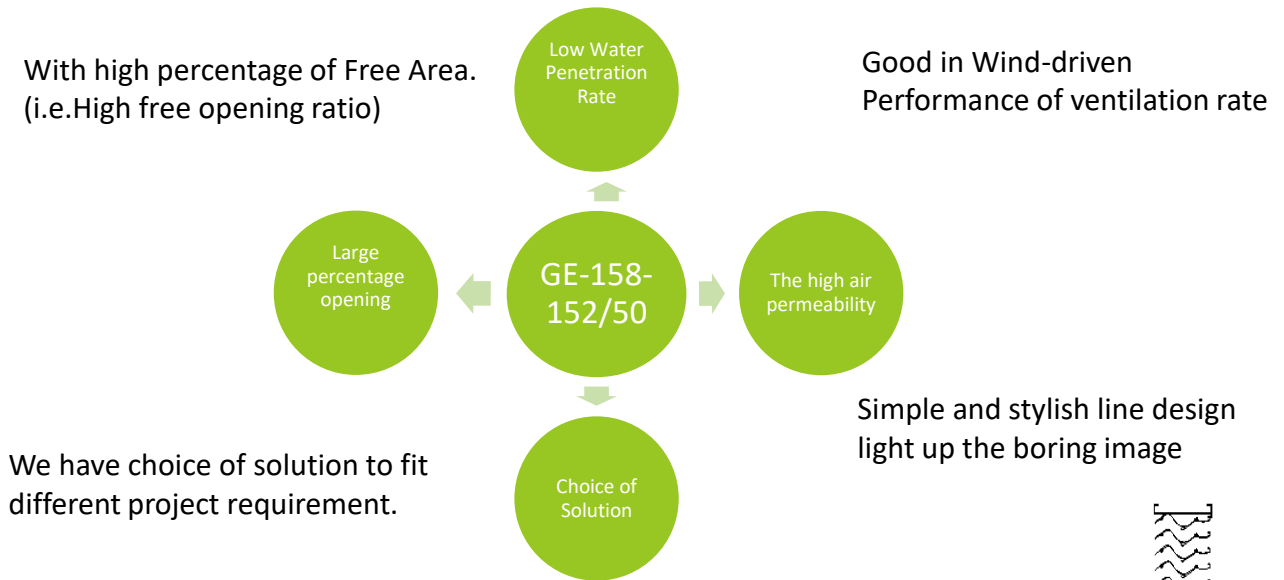 Low Water
Penetration
Rate
With high percentage of Free Area.
(i.e.High free opening ratio)
Good in Wind-driven
Performance of ventilation rate
Large
percentage
opening
GE-158-
152/50
The high air
permeability
Simple and stylish line design
light up the boring image
We have choice of solution to fit
different project requirement.
Choice of
Solution